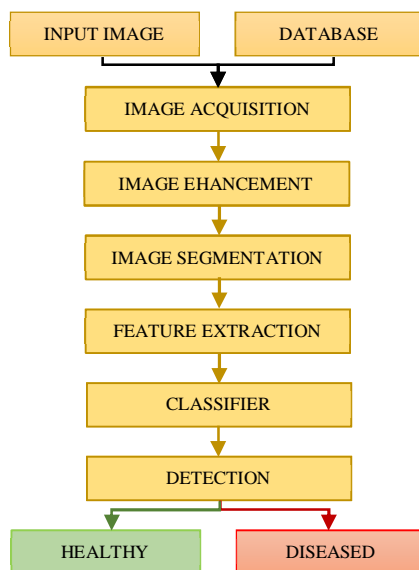 INPUT IMAGE
DATABASE
IMAGE ACQUISITION
IMAGE EHANCEMENT
IMAGE SEGMENTATION
FEATURE EXTRACTION
CLASSIFIER
DETECTION
HEALTHY
DISEASED